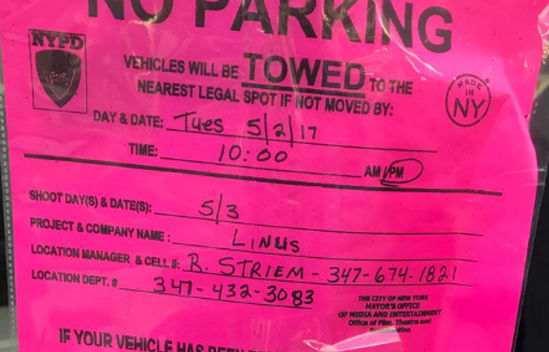 NO PARKING
NYPD
VEHICLES WILL BE TOWED TO THE
NEAREST LEGAL SPOT IF NOT MOVED BY:
MADE
IN
NY
DAY & DATE: Tues 5/2/17
TIME: 10:00 AM PM
SHOOT DAY(S) & DATE(S): 5/3
PROJECT & COMPANY NAME: LINUS
LOCATION MANAGER & CELL #: R. STRIEM - 347-674-1821
LOCATION DEPT. # 347-432-3083
THE CITY OF NEW YORK
MAYOR'S OFFICE
OF MEDIA AND ENTERTAINMENT
Office of Film, Theatre and
IF YOUR VEHICLE HAS BEEN